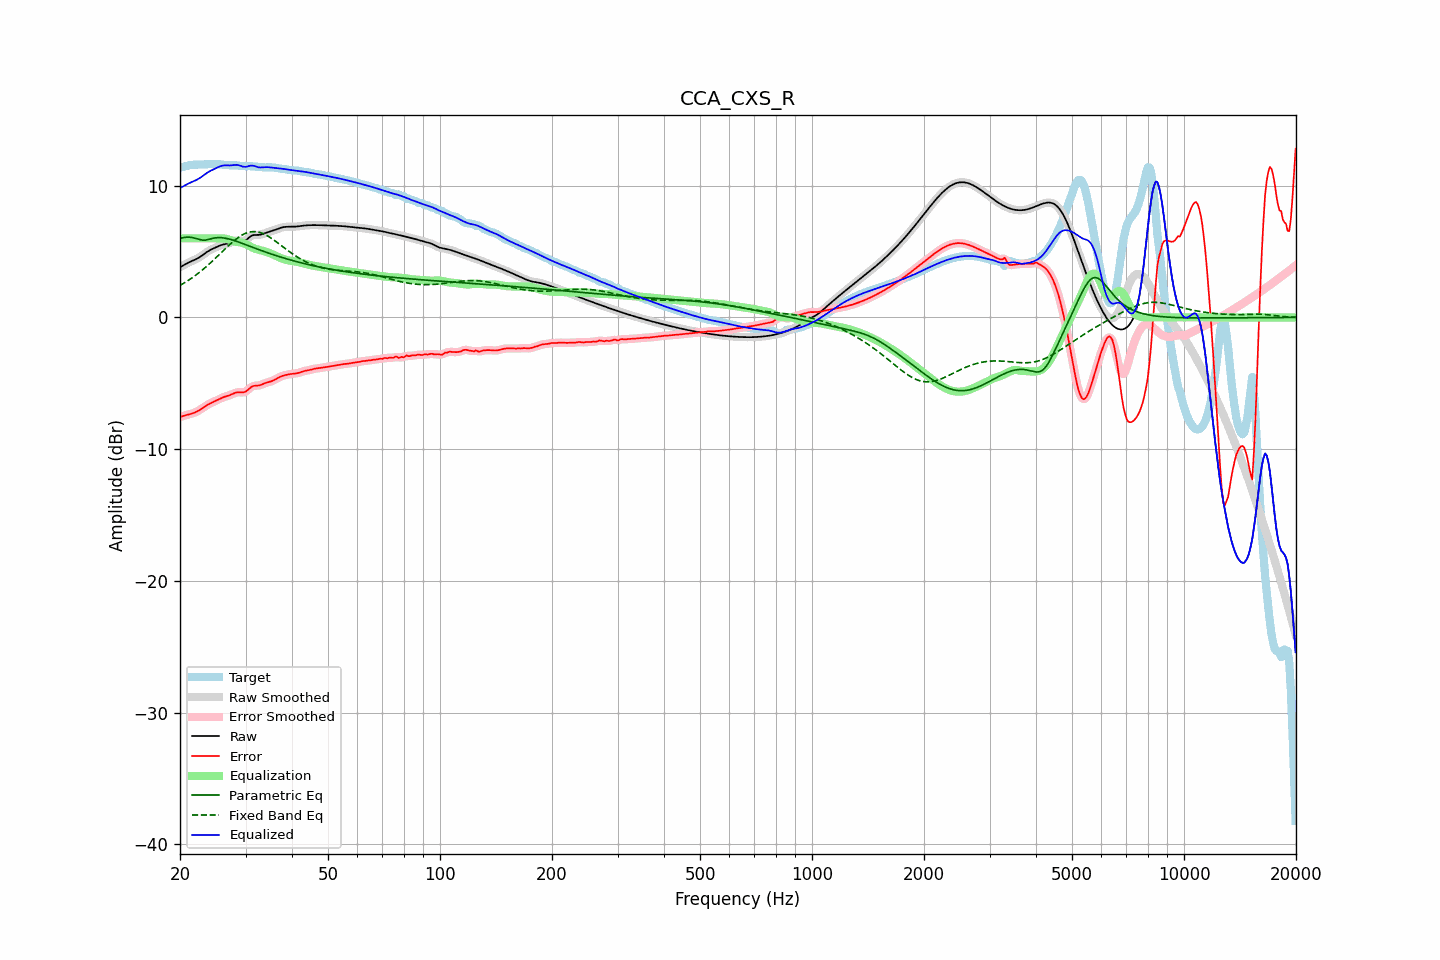 CCA_CXS_R
Amplitude (dBr)
10
0
−10
−20
−30
−40
Target
Raw Smoothed
Error Smoothed
Raw
Error
Equalization
Parametric Eq
Fixed Band Eq
Equalized
20 50 100 200 500 1000 2000 5000 10000 20000
Frequency (Hz)